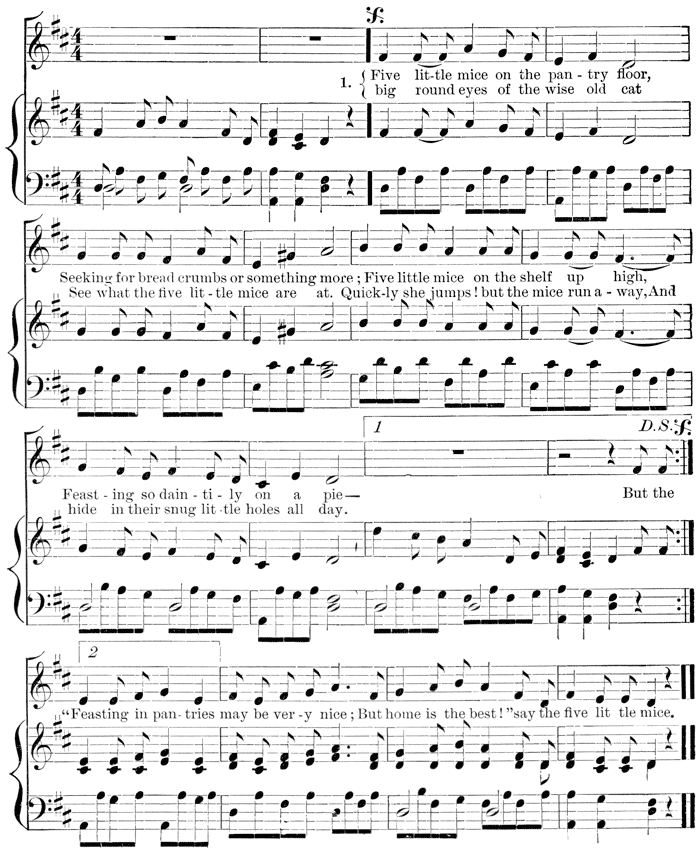 1. Five lit-tle mice on the pan-try floor,
big round eyes of the wise old cat
Seeking for bread crumbs or something more; Five little mice on the shelf up high,
See what the five lit-tle mice are at. Quick-ly she jumps! but the mice run a-way, And
1 D.S.
Feast-ing so dain-ti-ly on a pie— But the
hide in their snug lit-tle holes all day.
2
"Feasting in pan-tries may be ver-y nice; But home is the best!" say the five lit tle mice.